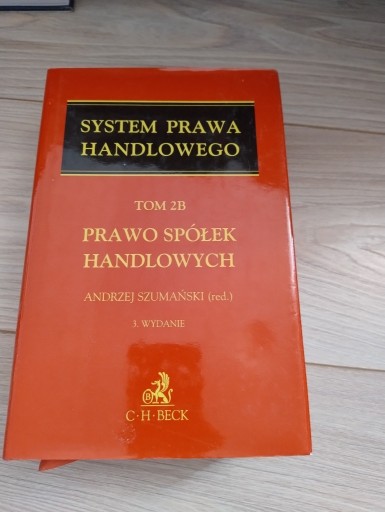 SYSTEM PRAWA
HANDLOWEGO
TOM 2B
PRAWO SPÓŁEK
HANDLOWYCH
ANDRZEJ SZUMAŃSKI (red.)
3. WYDANIE
B
C·H·BECK